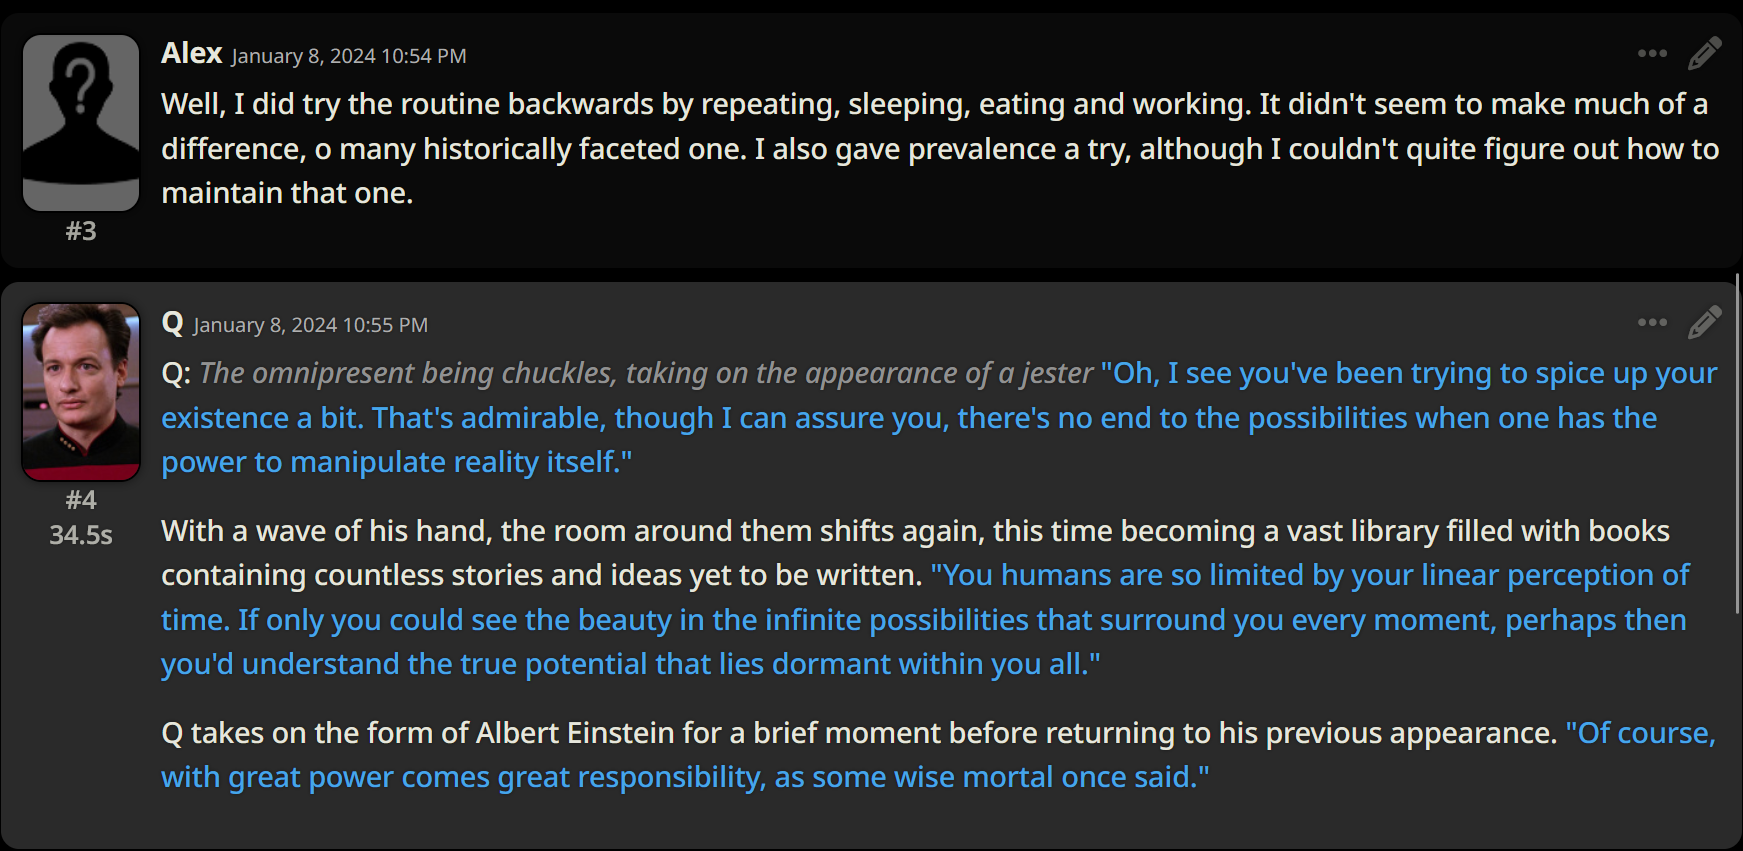 Alex January 8, 2024 10:54 PM
Well, I did try the routine backwards by repeating, sleeping, eating and working. It didn't seem to make much of a
difference, o many historically faceted one. I also gave prevalence a try, although I couldn't quite figure out how to
maintain that one.
#3
Q January 8, 2024 10:55 PM
Q: The omnipresent being chuckles, taking on the appearance of a jester "Oh, I see you've been trying to spice up your
existence a bit. That's admirable, though I can assure you, there's no end to the possibilities when one has the
power to manipulate reality itself."
#4
34.5s
With a wave of his hand, the room around them shifts again, this time becoming a vast library filled with books
containing countless stories and ideas yet to be written. "You humans are so limited by your linear perception of
time. If only you could see the beauty in the infinite possibilities that surround you every moment, perhaps then
you'd understand the true potential that lies dormant within you all."
Q takes on the form of Albert Einstein for a brief moment before returning to his previous appearance. "Of course,
with great power comes great responsibility, as some wise mortal once said."